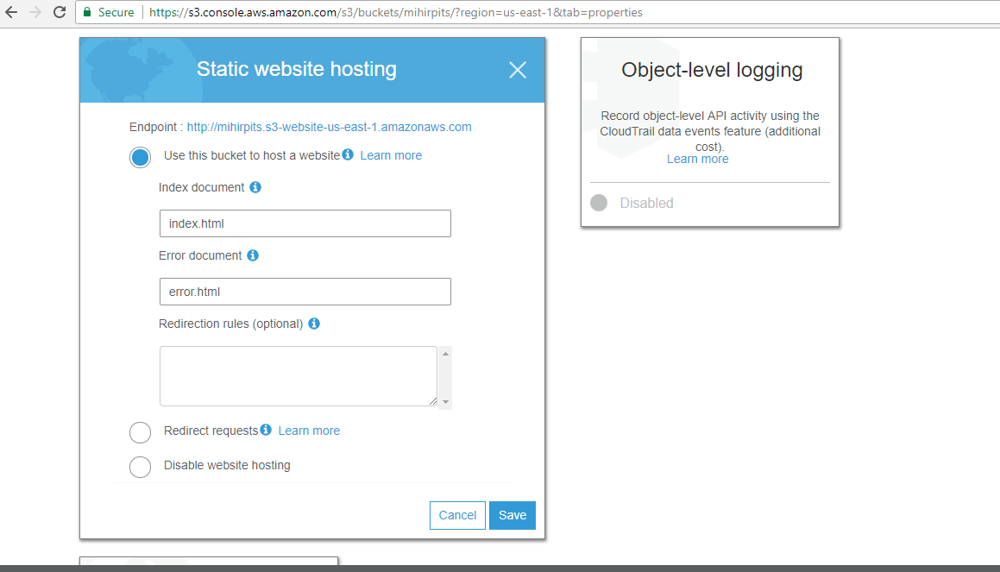 Secure https://s3.console.aws.amazon.com/s3/buckets/mihirpits/?region=us-east-1&tab=properties
Static website hosting
Endpoint : http://mihirpits.s3-website-us-east-1.amazonaws.com
Use this bucket to host a website Learn more
Index document
index.html
Error document
error.html
Redirection rules (optional)
Redirect requests Learn more
Disable website hosting
Cancel Save
Object-level logging
Record object-level API activity using the
CloudTrail data events feature (additional
cost).
Learn more
Disabled